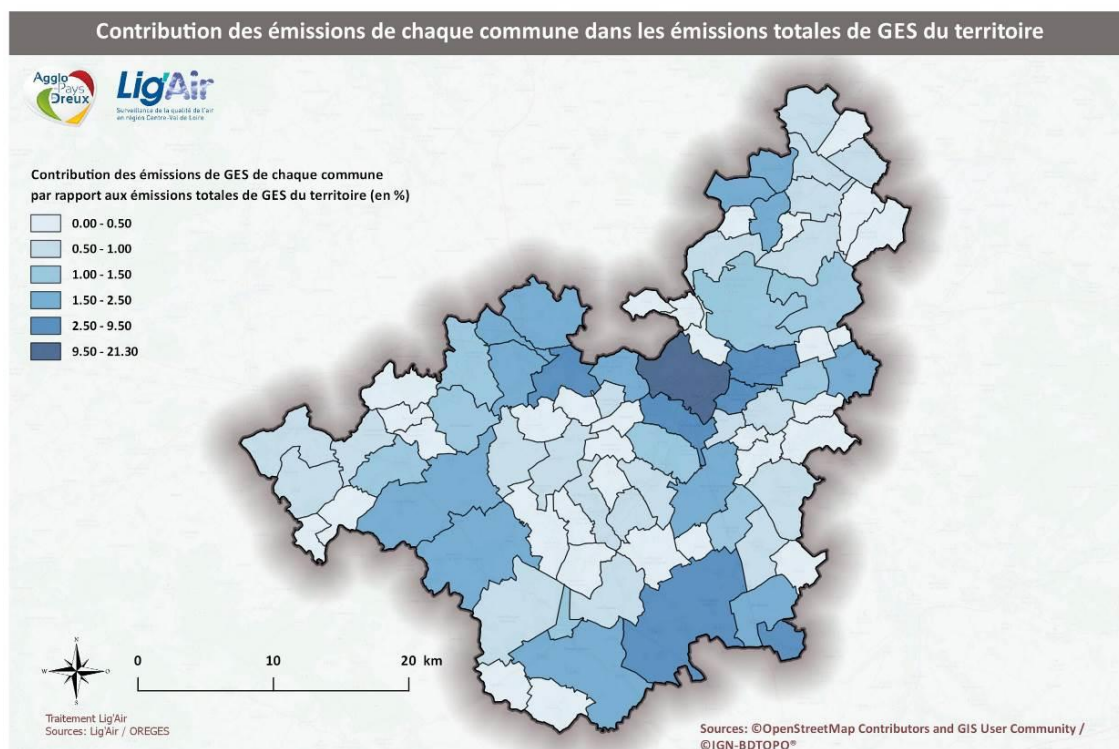 Contribution des émissions de chaque commune dans les émissions totales de GES du territoire
Agglo
Pays
Dreux
Lig'Air
Surveillance de la qualité de l'air
en région Centre-Val de Loire
Contribution des émissions de GES de chaque commune
par rapport aux émissions totales de GES du territoire (en %)
0.00 - 0.50
0.50 - 1.00
1.00 - 1.50
1.50 - 2.50
2.50 - 9.50
9.50 - 21.30
N
W E
S
0 10 20 km
Traitement Lig'Air
Sources: Lig'Air / OREGES
Sources: ©OpenStreetMap Contributors and GIS User Community /
©IGN-BDTOPO®